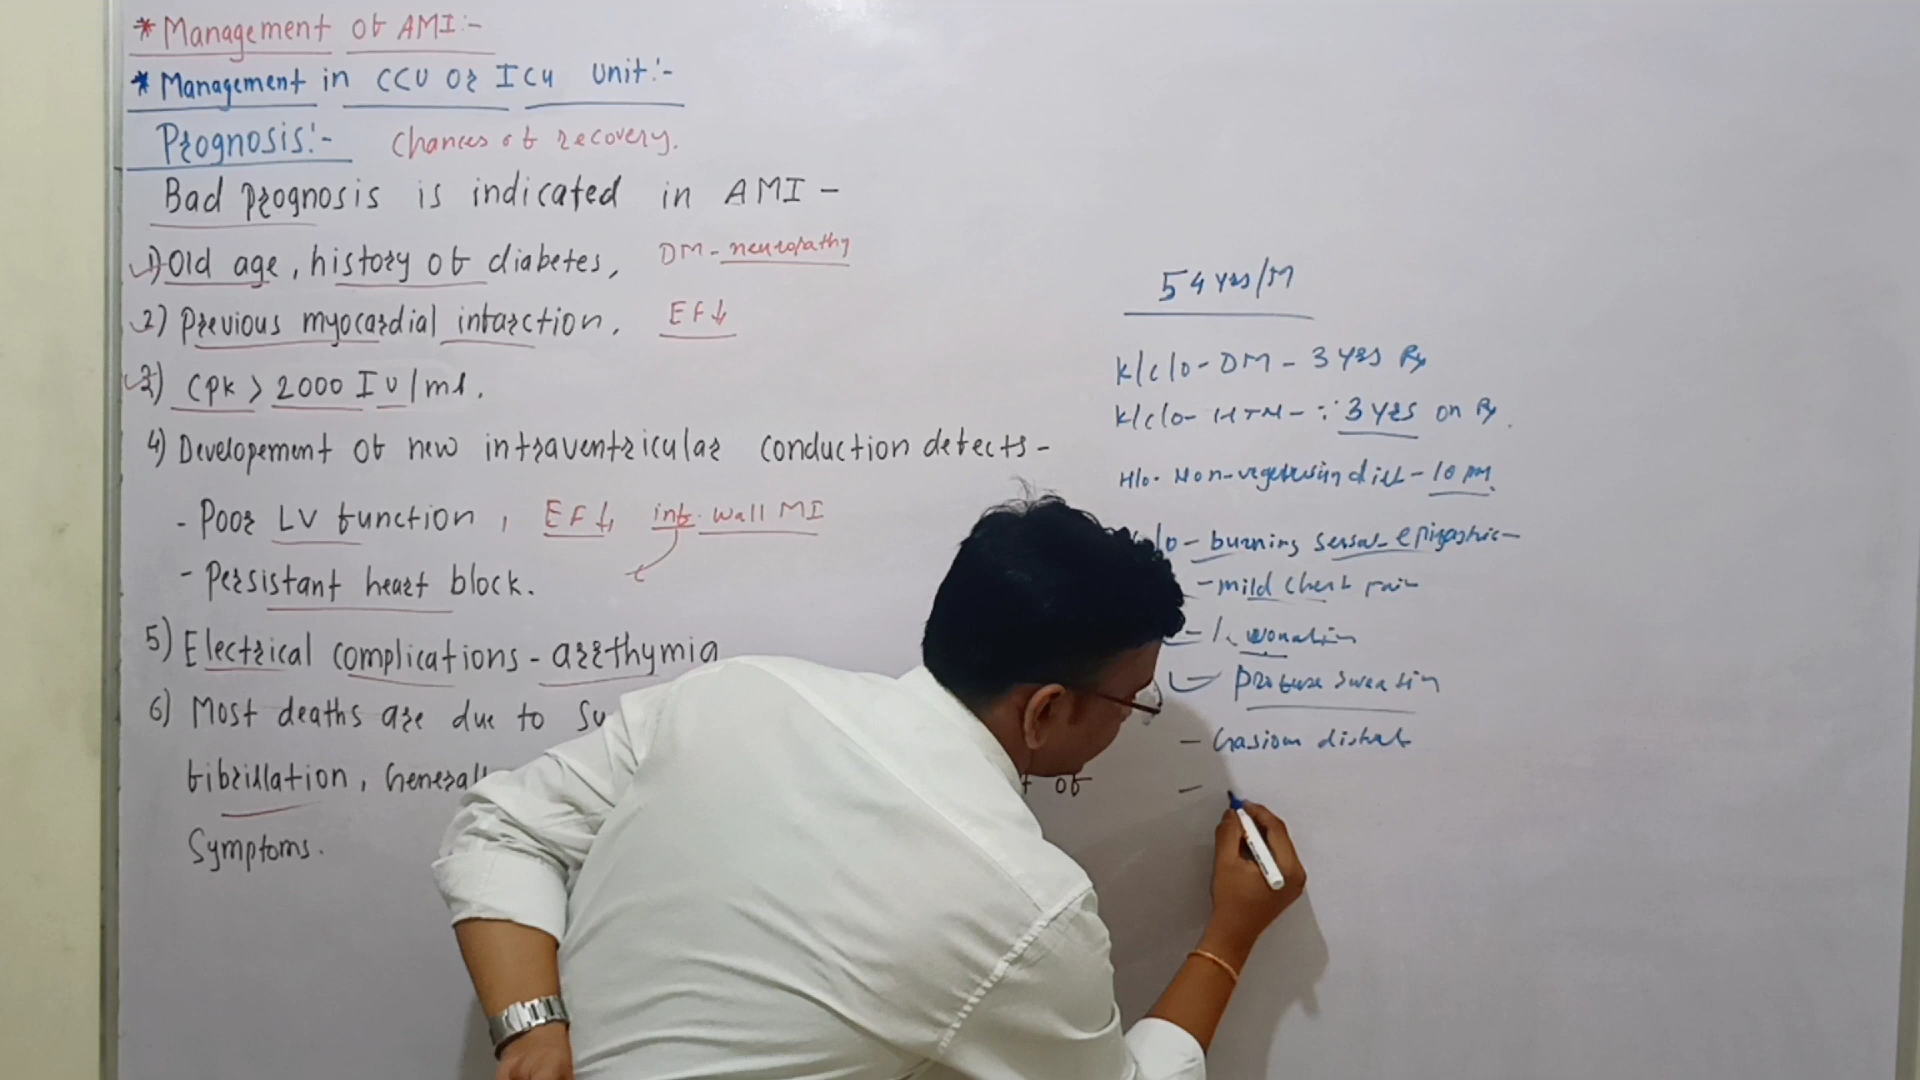 * Management of AMI:-
* Management in CCU or ICU Unit:-
Prognosis:- Chances of recovery.
Bad prognosis is indicated in AMI -
1) Old age, history of diabetes, DM - neuropathy
2) Previous myocardial infarction. EF↓
3) CPK > 2000 IU/ml.
4) Developement of new intraventricular conduction defects -
- Poor LV function, EF↓, inf. wall MI
- Persistant heart block.
5) Electrical complications - arrthymia
6) Most deaths are due to
fibrillation, of
Symptoms.
54 yrs/M
K/c/o - DM - 3 yrs Rx
K/c/o - HTN - 3 yrs on Rx.
H/o. Non-vegetarian diet - 10 PM.
burning epigastric -
- mild chest pain
- profuse sweating
-